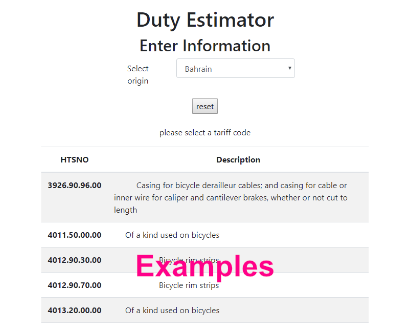 Duty Estimator
Enter Information
Select
origin
Bahrain
reset
please select a tariff code
HTSNO Description
3926.90.96.00 Casing for bicycle derailleur cables; and casing for cable or
inner wire for caliper and cantilever brakes, whether or not cut to
length
4011.50.00.00 Of a kind used on bicycles
4012.90.30.00 Bicycle rim strips
Examples
4012.90.70.00 Bicycle rim strips
4013.20.00.00 Of a kind used on bicycles